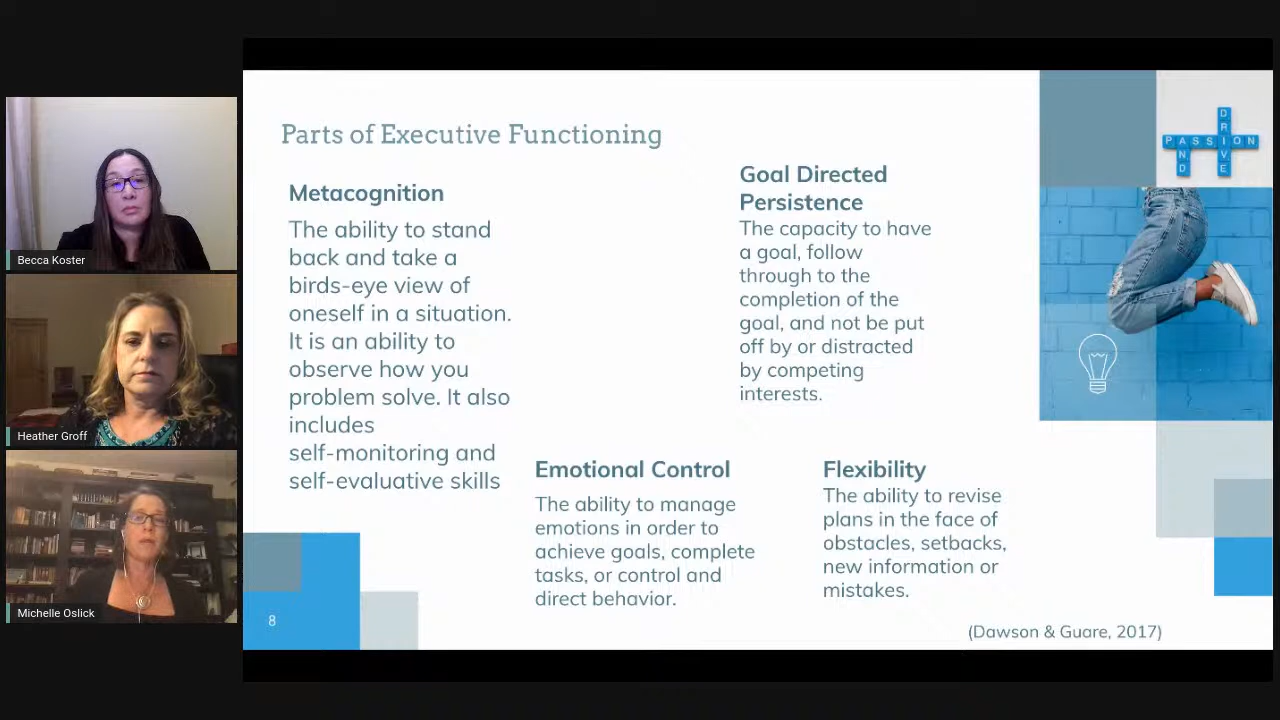 Becca Koster
Heather Groff
Michelle Oslick
Parts of Executive Functioning
Metacognition
The ability to stand
back and take a
birds-eye view of
oneself in a situation.
It is an ability to
observe how you
problem solve. It also
includes
self-monitoring and
self-evaluative skills
Goal Directed
Persistence
The capacity to have
a goal, follow
through to the
completion of the
goal, and not be put
off by or distracted
by competing
interests.
Emotional Control
The ability to manage
emotions in order to
achieve goals, complete
tasks, or control and
direct behavior.
Flexibility
The ability to revise
plans in the face of
obstacles, setbacks,
new information or
mistakes.
(Dawson & Guare, 2017)
8
PASSION
AND
DRIVE